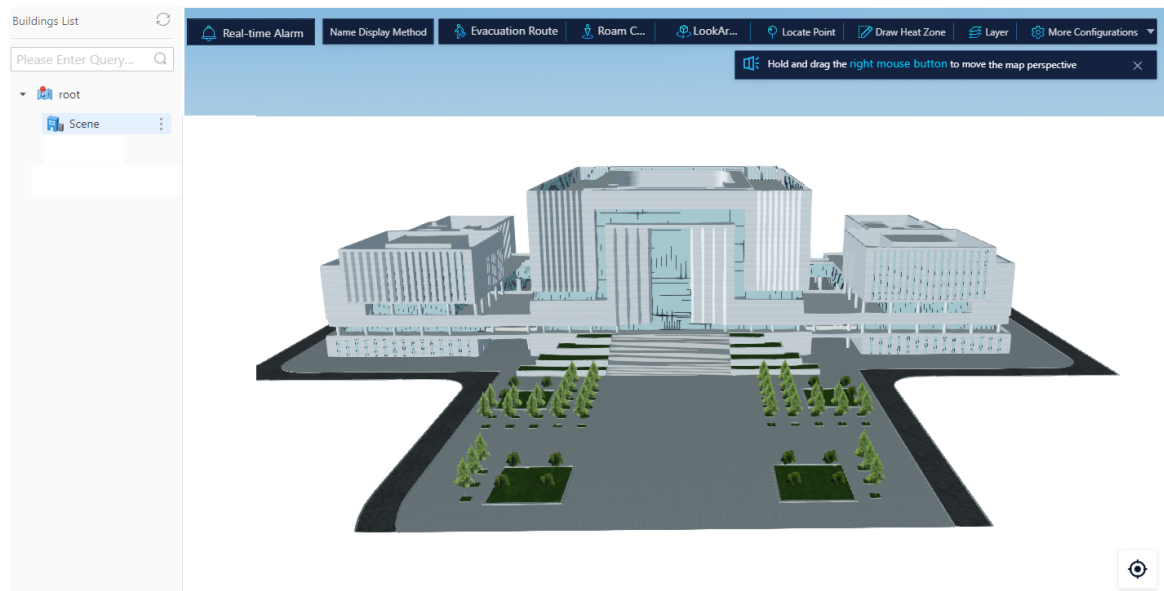 Buildings List
Please Enter Query...
root
Scene
Real-time Alarm
Name Display Method
Evacuation Route
Roam C...
LookAr...
Locate Point
Draw Heat Zone
Layer
More Configurations
Hold and drag the right mouse button to move the map perspective